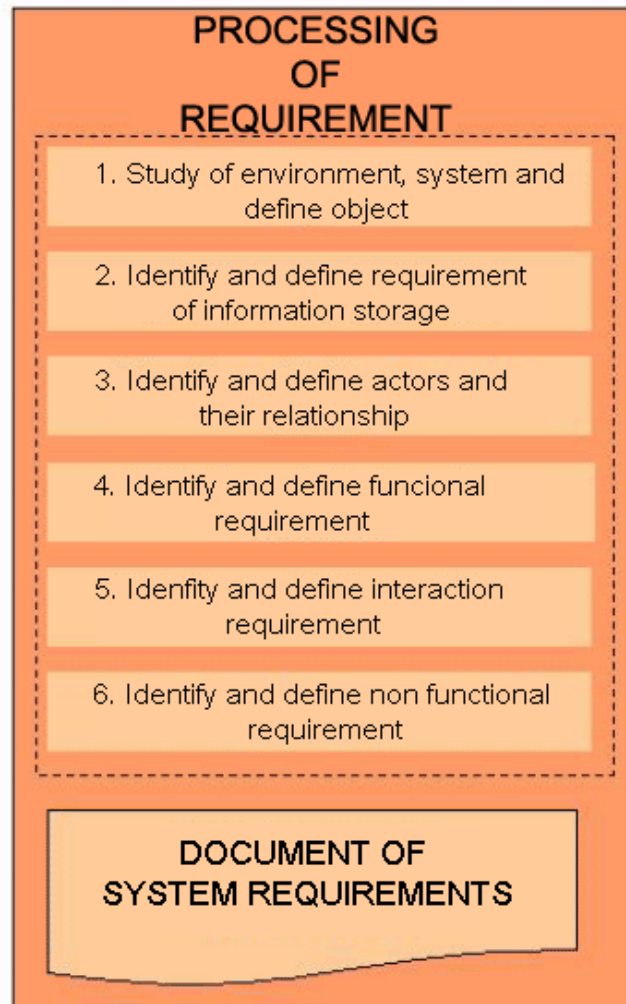 PROCESSING
OF
REQUIREMENT
1. Study of environment, system and
define object
2. Identify and define requirement
of information storage
3. Identify and define actors and
their relationship
4. Identify and define funcional
requirement
5. Idenfity and define interaction
requirement
6. Identify and define non functional
requirement
DOCUMENT OF
SYSTEM REQUIREMENTS